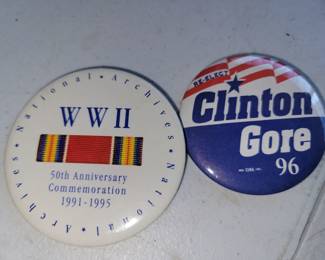 National • Archives • National • Archives •
WWII
50th Anniversary
Commemoration
1991-1995
RE-ELECT
Clinton
Gore
96